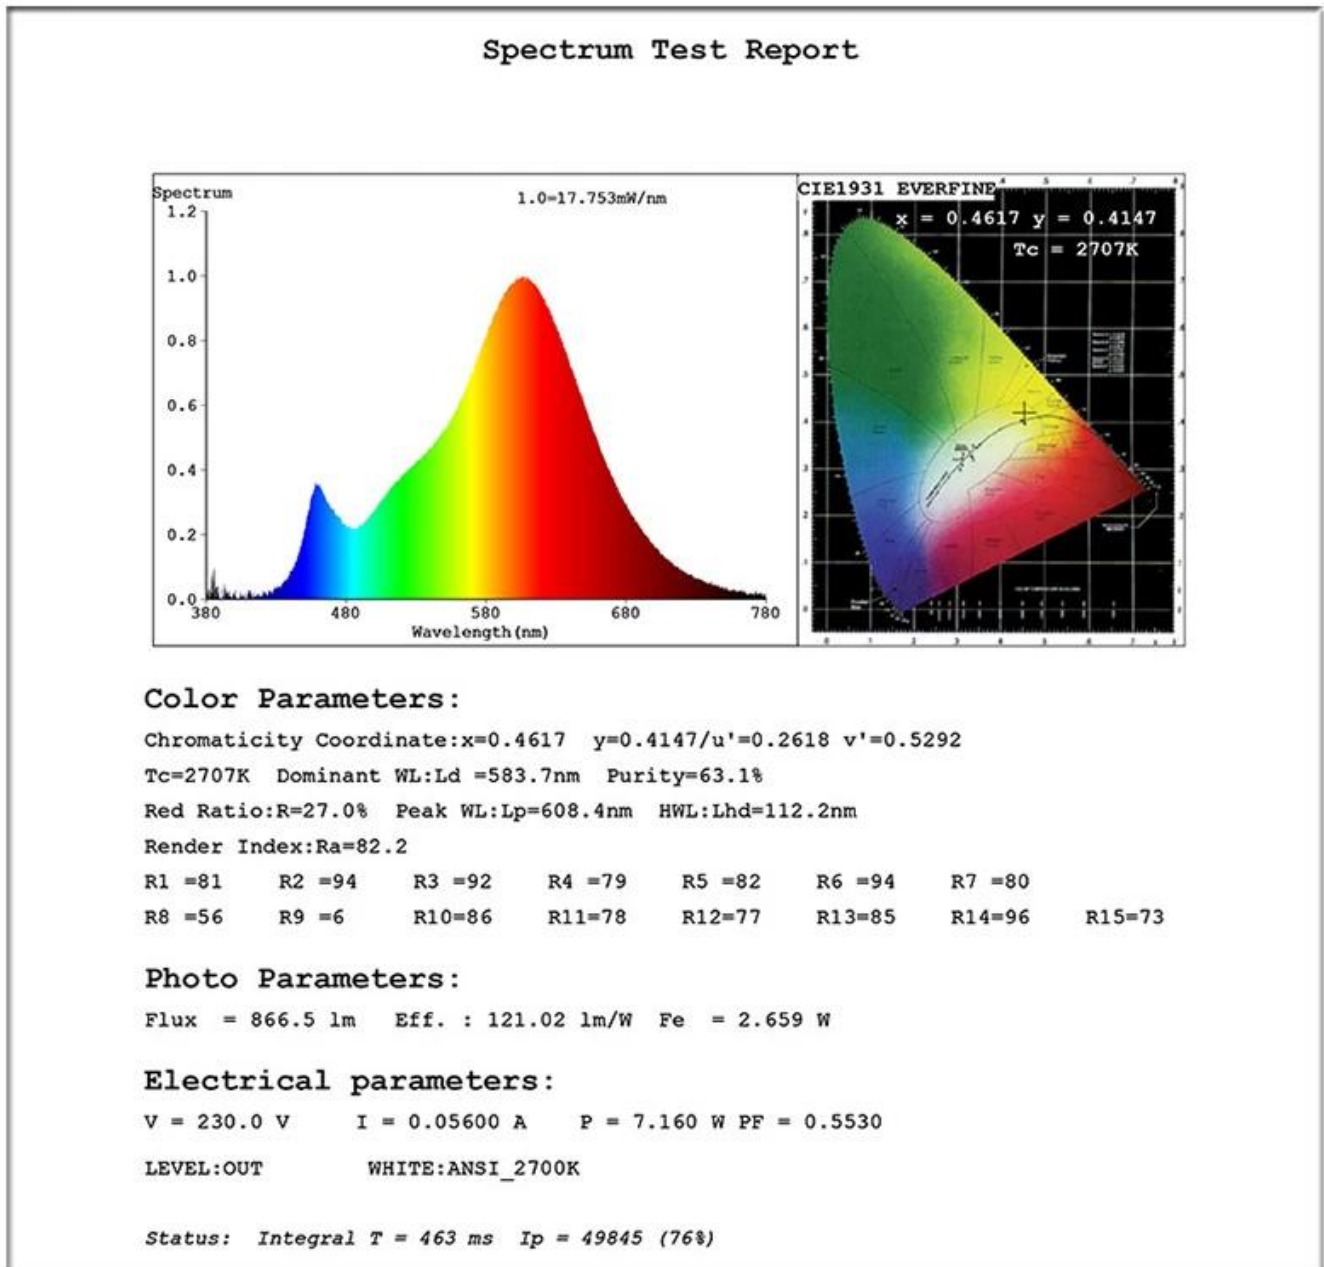 Spectrum Test Report
Spectrum
1.0=17.753mW/nm
1.2
1.0
0.8
0.6
0.4
0.2
0.0
380 480 580 680 780
Wavelength(nm)
CIE1931 EVERFINE
x = 0.4617 y = 0.4147
Tc = 2707K
Color Parameters:
Chromaticity Coordinate:x=0.4617 y=0.4147/u'=0.2618 v'=0.5292
Tc=2707K Dominant WL:Ld =583.7nm Purity=63.1%
Red Ratio:R=27.0% Peak WL:Lp=608.4nm HWL:Lhd=112.2nm
Render Index:Ra=82.2
R1 =81 R2 =94 R3 =92 R4 =79 R5 =82 R6 =94 R7 =80
R8 =56 R9 =6 R10=86 R11=78 R12=77 R13=85 R14=96 R15=73
Photo Parameters:
Flux = 866.5 lm Eff. : 121.02 lm/W Fe = 2.659 W
Electrical parameters:
V = 230.0 V I = 0.05600 A P = 7.160 W PF = 0.5530
LEVEL:OUT WHITE:ANSI_2700K
Status: Integral T = 463 ms Ip = 49845 (76%)